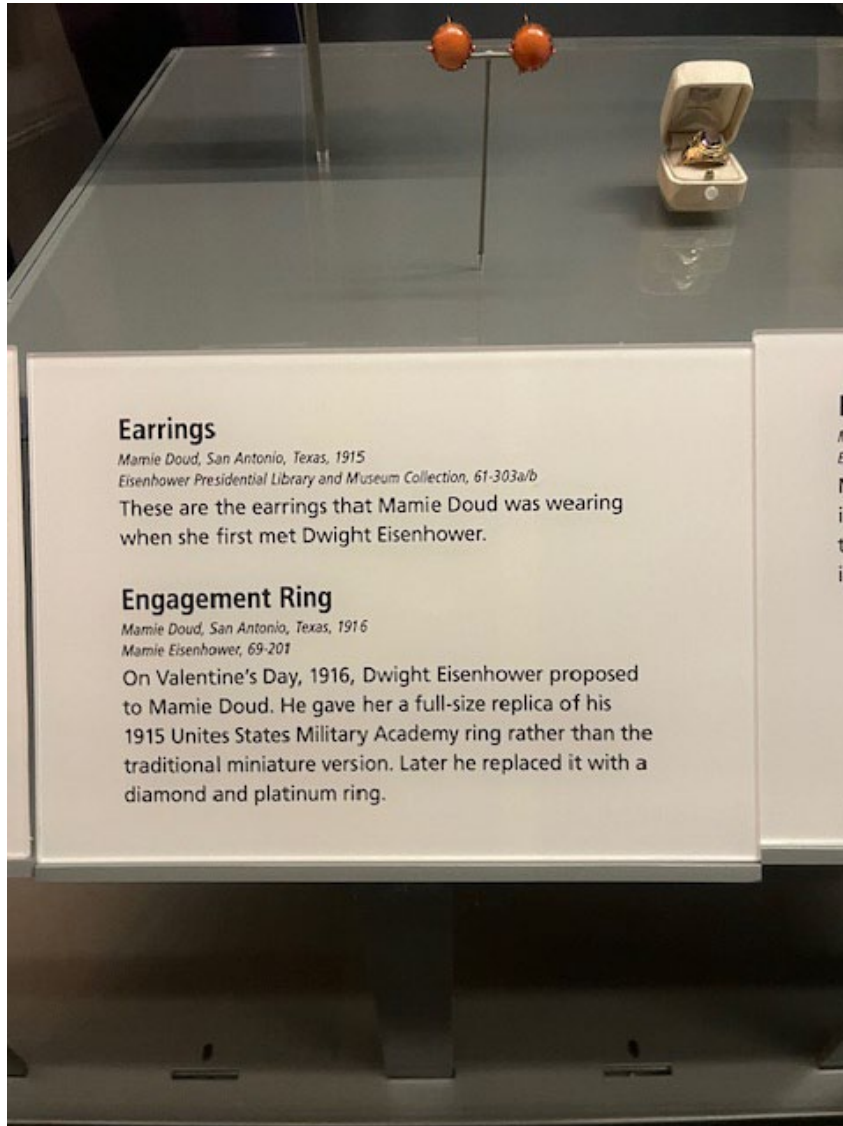 Earrings
Mamie Doud, San Antonio, Texas, 1915
Eisenhower Presidential Library and Museum Collection, 61-303a/b
These are the earrings that Mamie Doud was wearing
when she first met Dwight Eisenhower.
Engagement Ring
Mamie Doud, San Antonio, Texas, 1916
Mamie Eisenhower, 69-201
On Valentine's Day, 1916, Dwight Eisenhower proposed
to Mamie Doud. He gave her a full-size replica of his
1915 Unites States Military Academy ring rather than the
traditional miniature version. Later he replaced it with a
diamond and platinum ring.